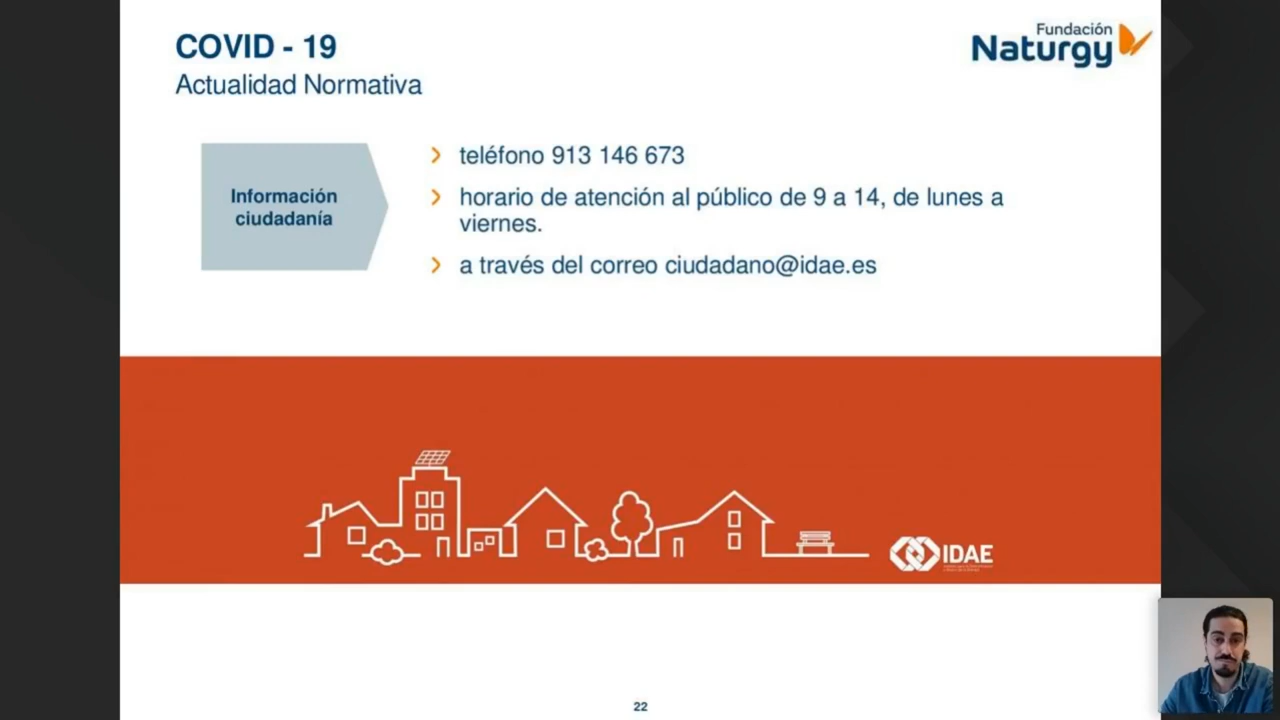 COVID - 19
Actualidad Normativa
Fundación
Naturgy
Información
ciudadanía
teléfono 913 146 673
horario de atención al público de 9 a 14, de lunes a
viernes.
a través del correo ciudadano@idae.es
IDAE
22